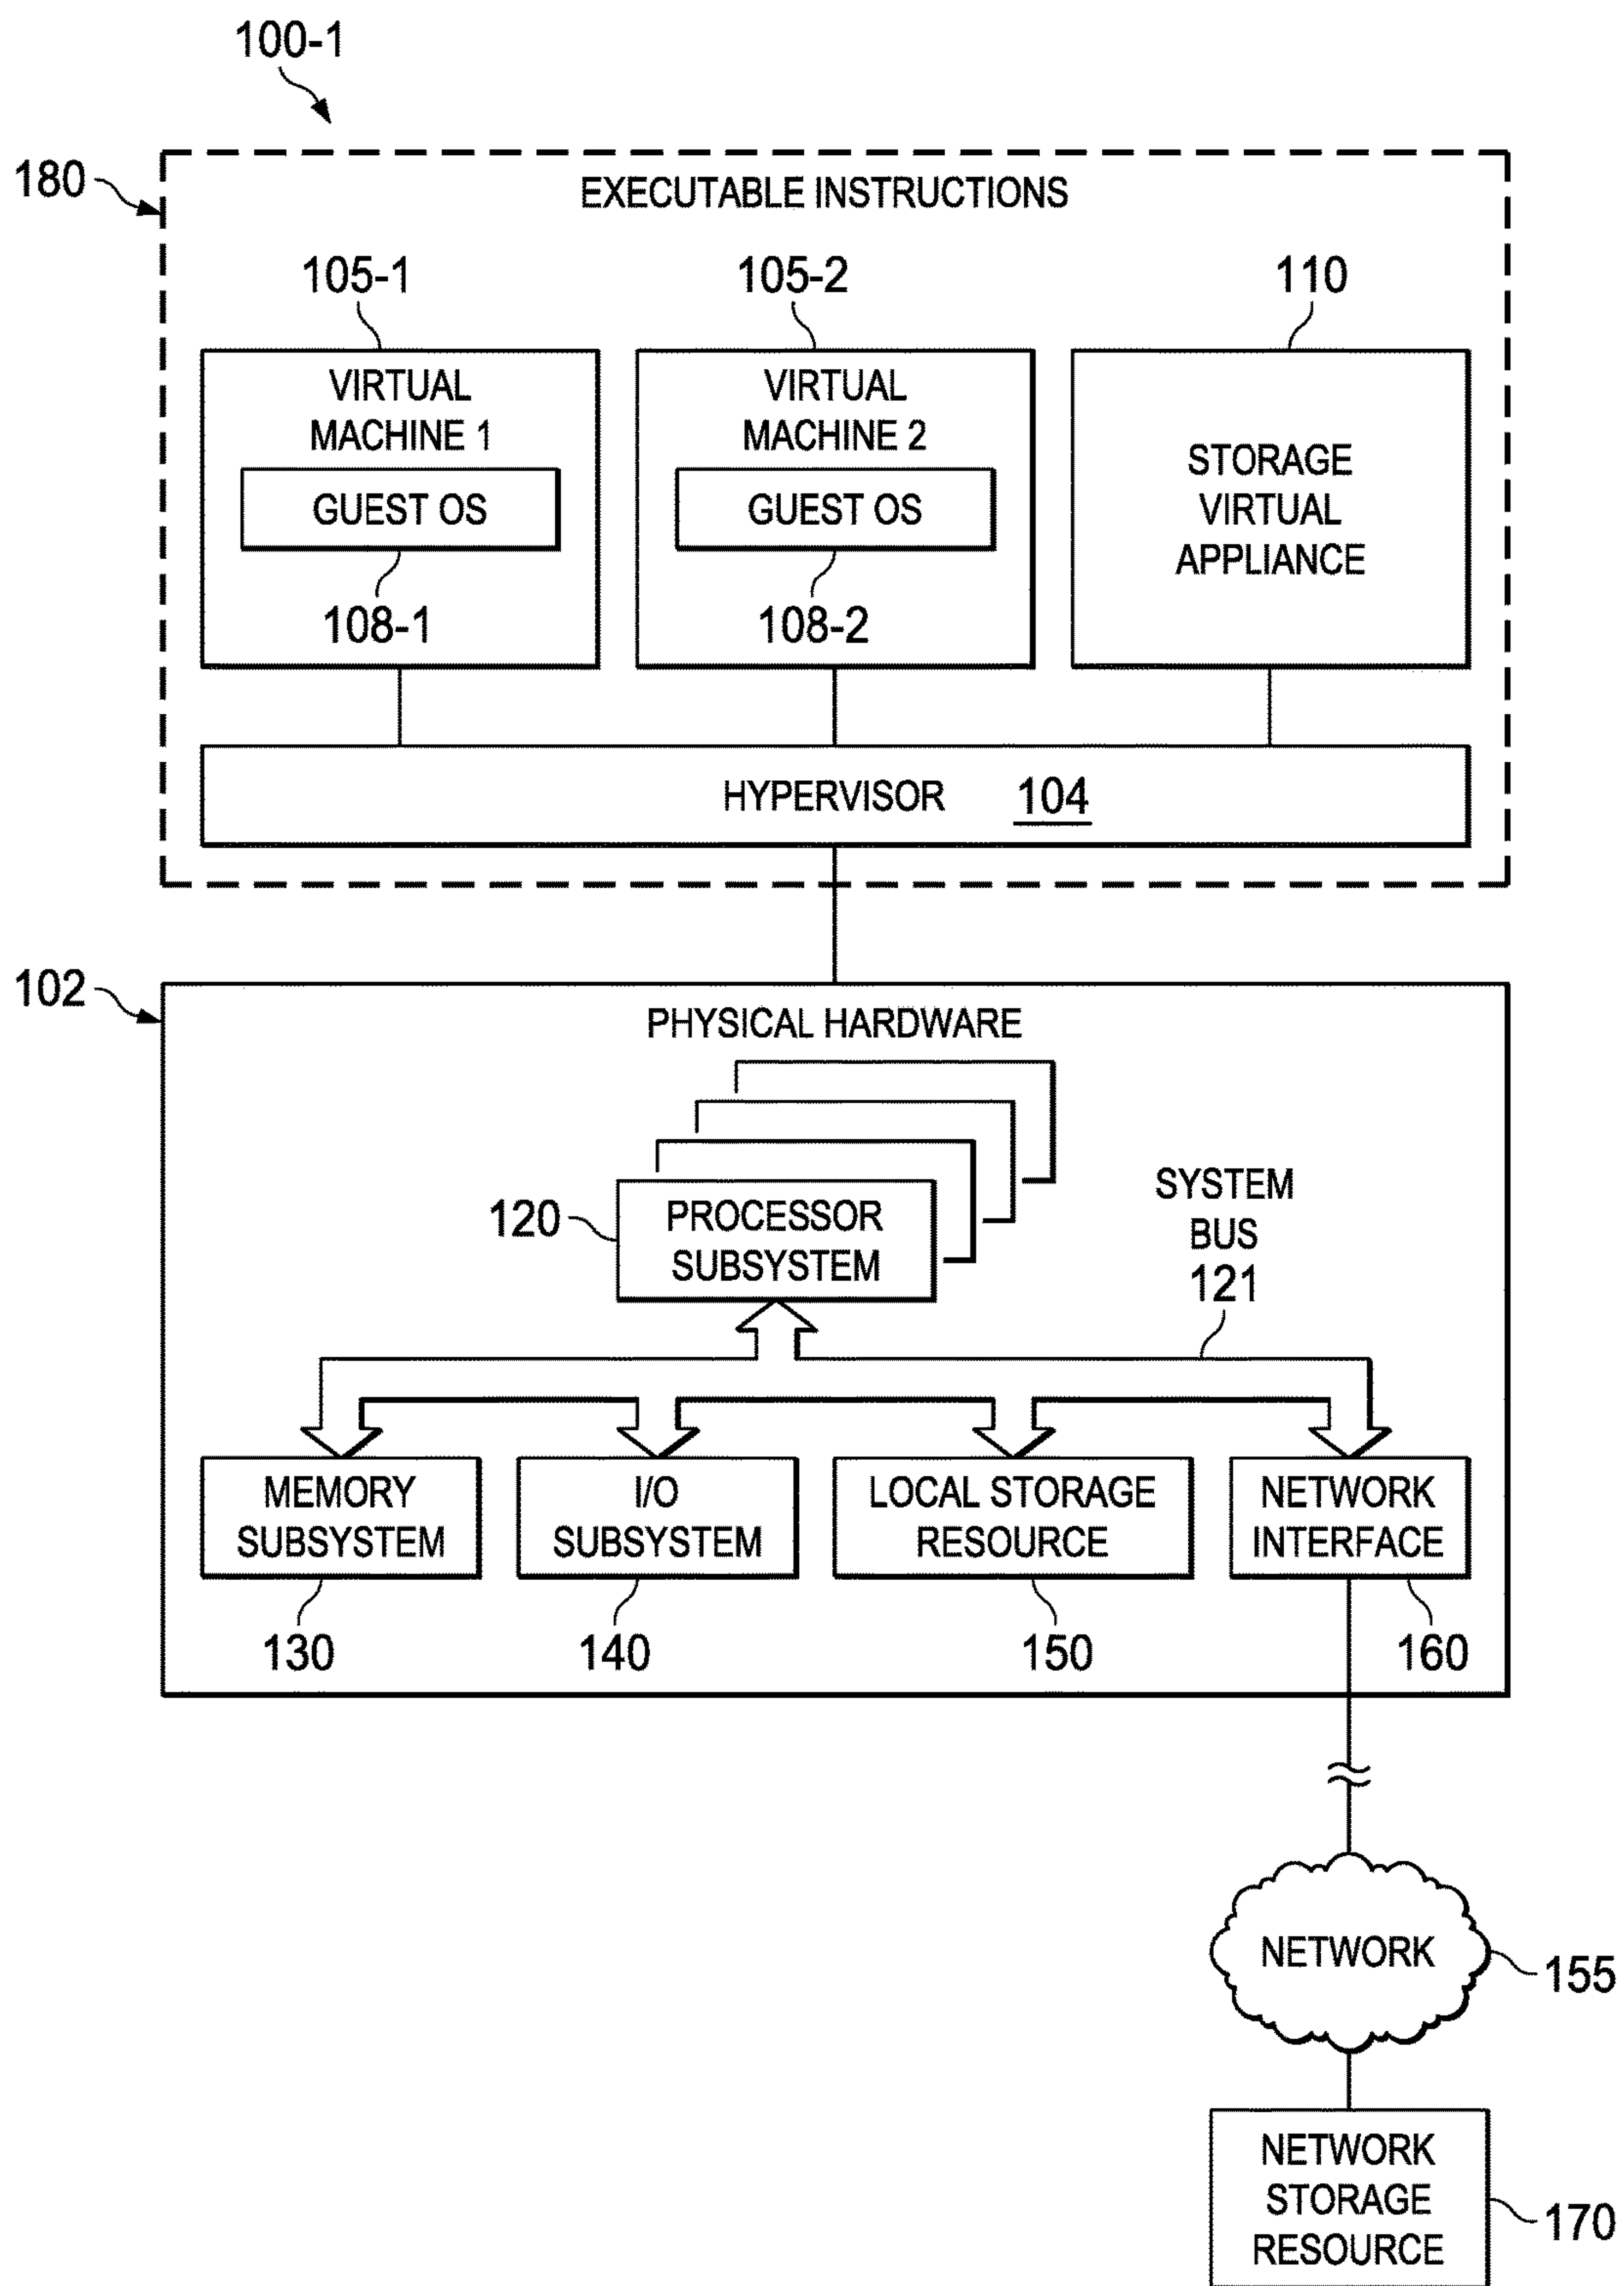 100-1
180
EXECUTABLE INSTRUCTIONS
105-1
105-2
110
VIRTUAL
MACHINE 1
GUEST OS
108-1
VIRTUAL
MACHINE 2
GUEST OS
108-2
STORAGE
VIRTUAL
APPLIANCE
HYPERVISOR 104
102
PHYSICAL HARDWARE
120
PROCESSOR
SUBSYSTEM
SYSTEM
BUS
121
MEMORY
SUBSYSTEM
I/O
SUBSYSTEM
LOCAL STORAGE
RESOURCE
NETWORK
INTERFACE
130
140
150
160
NETWORK
155
NETWORK
STORAGE
RESOURCE
170